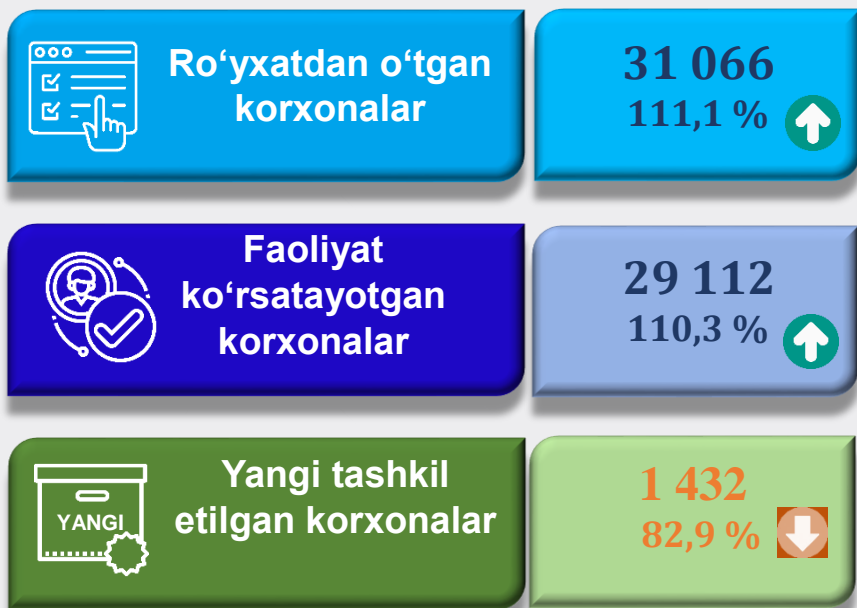 Ro‘yxatdan o‘tgan
korxonalar
31 066
111,1 %
Faoliyat
ko‘rsatayotgan
korxonalar
29 112
110,3 %
YANGI
Yangi tashkil
etilgan korxonalar
1 432
82,9 %